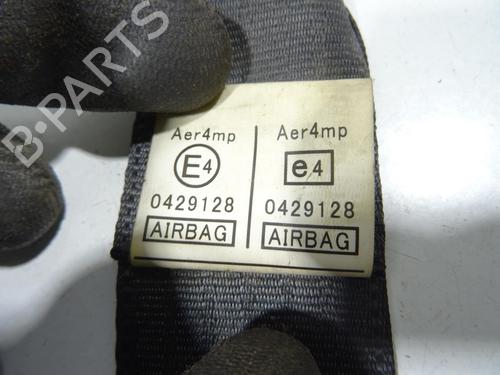 Aer4mp
E4
0429128
AIRBAG
Aer4mp
e4
0429128
AIRBAG
B-PARTS